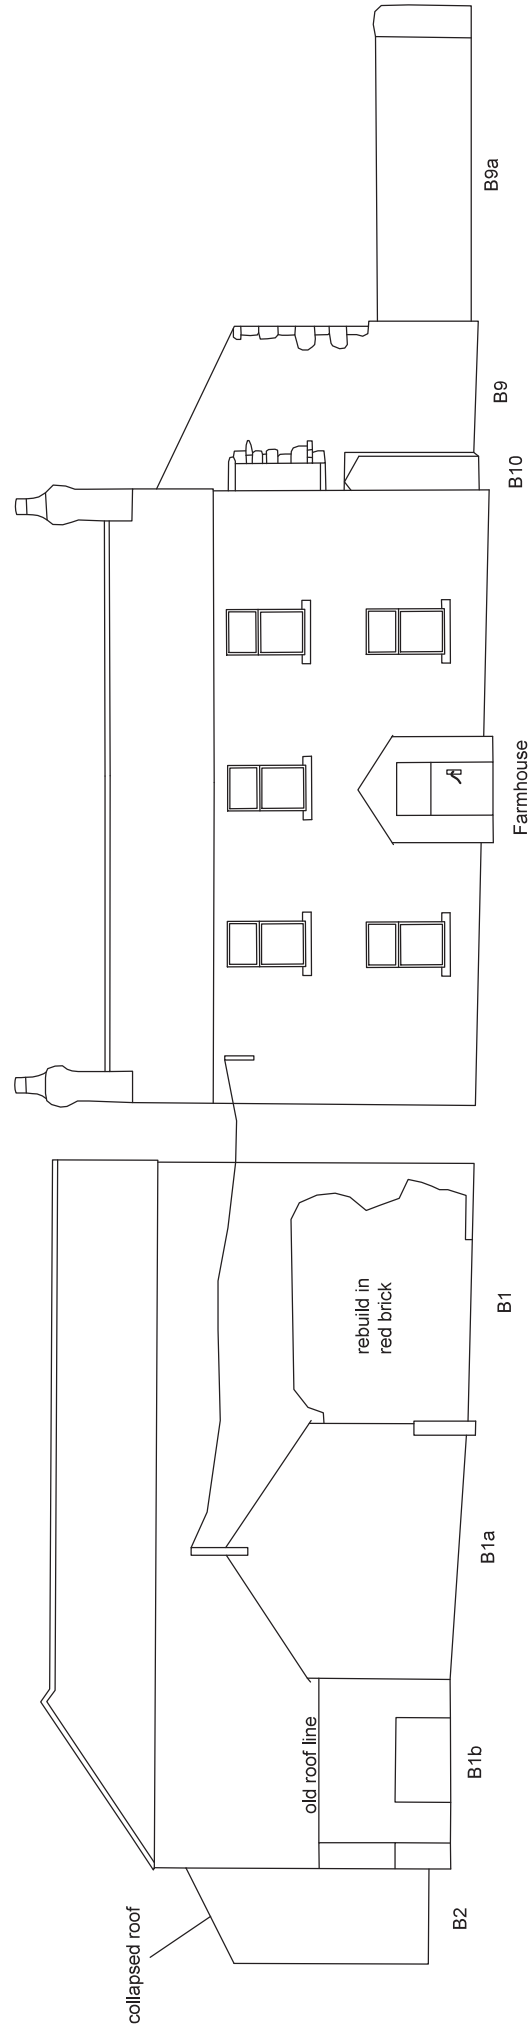 collapsed roof
B2
old roof line
B1b
B1a
rebuild in
red brick
B1
Farmhouse
B10
B9
B9a